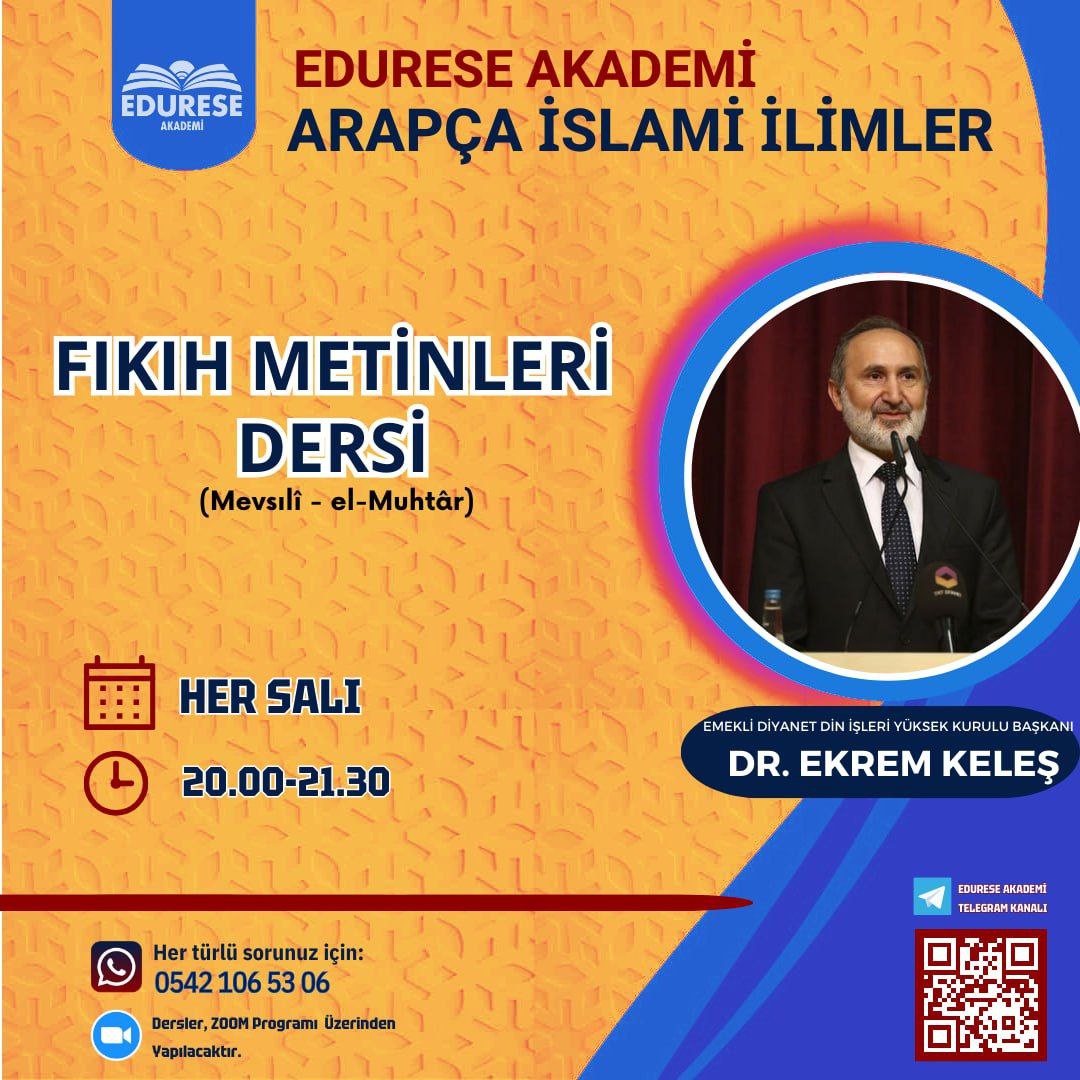 EDURESE
AKADEMİ
EDURESE AKADEMİ
ARAPÇA İSLAMİ İLİMLER
FIKIH METİNLERİ
DERSİ
(Mevsılî - el-Muhtâr)
HER SALI
20.00-21.30
EMEKLİ DİYANET DİN İŞLERİ YÜKSEK KURULU BAŞKANI
DR. EKREM KELEŞ
EDURESE AKADEMİ
TELEGRAM KANALI
Her türlü sorunuz için:
0542 106 53 06
Dersler, ZOOM Programı Üzerinden
Yapılacaktır.